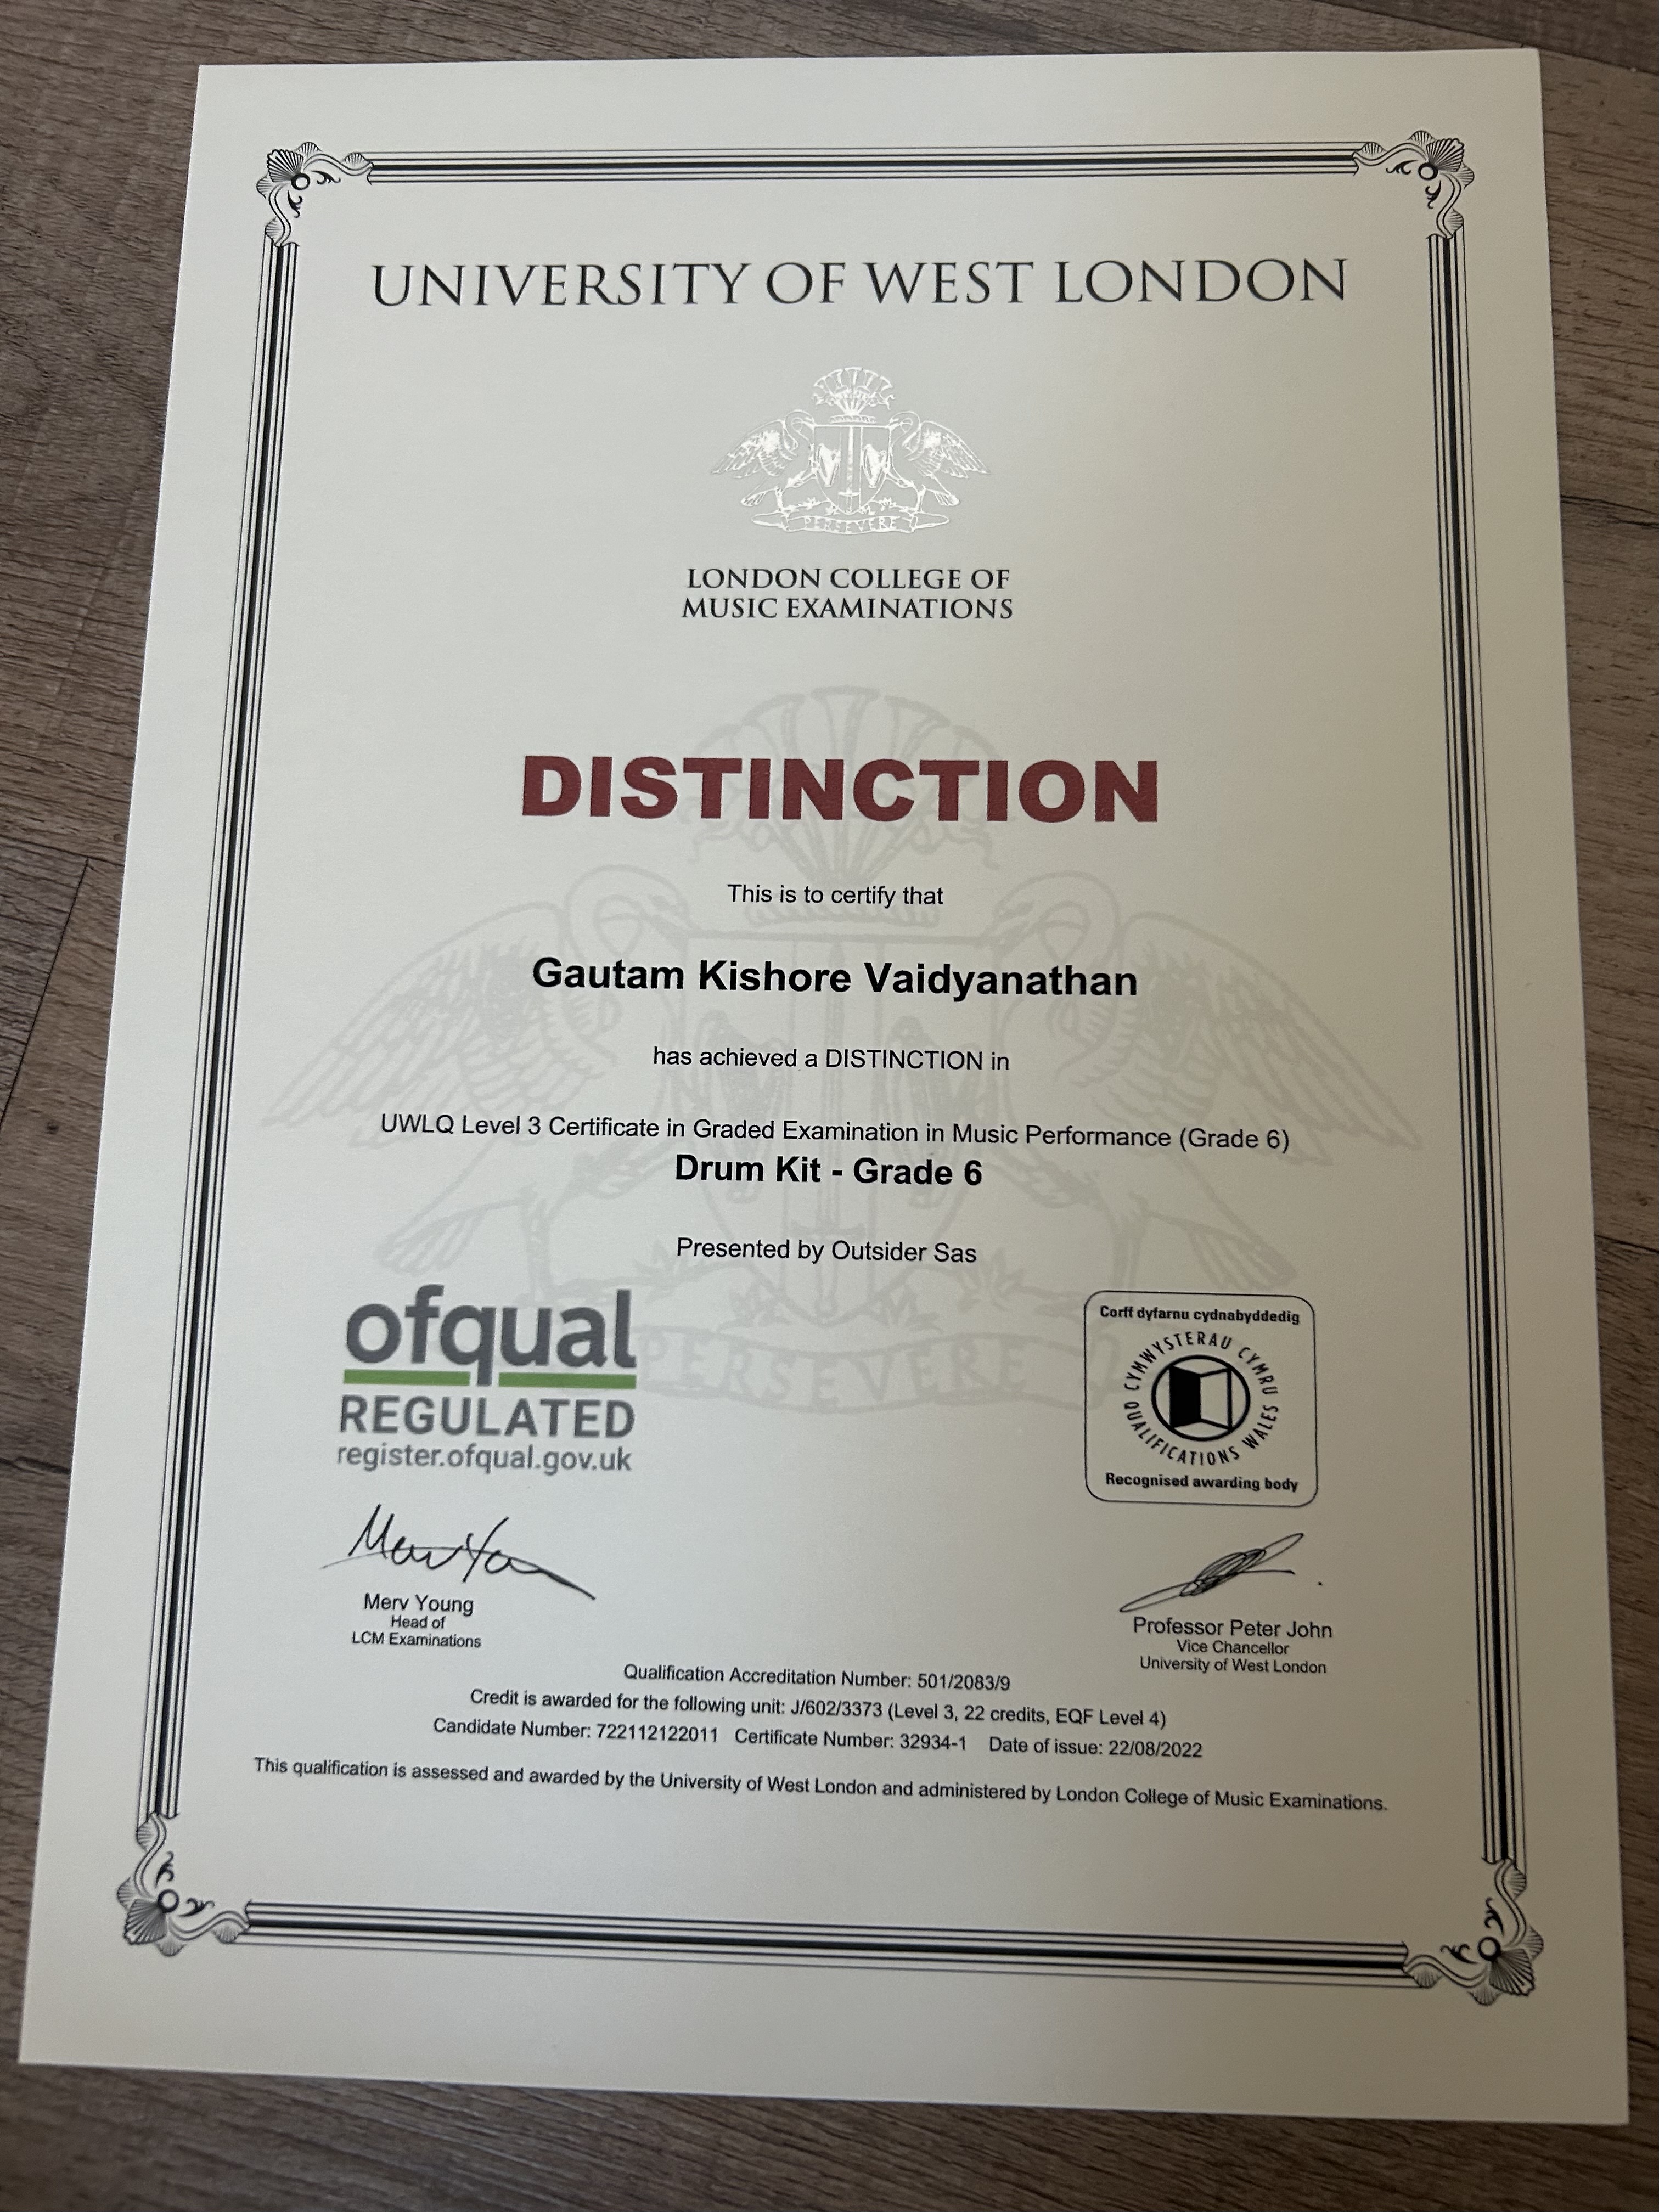 UNIVERSITY OF WEST LONDON
PERSEVERE
LONDON COLLEGE OF
MUSIC EXAMINATIONS
DISTINCTION
This is to certify that
Gautam Kishore Vaidyanathan
has achieved a DISTINCTION in
UWLQ Level 3 Certificate in Graded Examination in Music Performance (Grade 6)
Drum Kit - Grade 6
Presented by Outsider Sas
PERSEVERE
ofqual
REGULATED
register.ofqual.gov.uk
Corff dyfarnu cydnabyddedig
CYMWYSTERAU CYMRU
QUALIFICATIONS WALES
Recognised awarding body
Merv Young
Head of
LCM Examinations
Professor Peter John
Vice Chancellor
University of West London
Qualification Accreditation Number: 501/2083/9
Credit is awarded for the following unit: J/602/3373 (Level 3, 22 credits, EQF Level 4)
Candidate Number: 722112122011 Certificate Number: 32934-1 Date of issue: 22/08/2022
This qualification is assessed and awarded by the University of West London and administered by London College of Music Examinations.